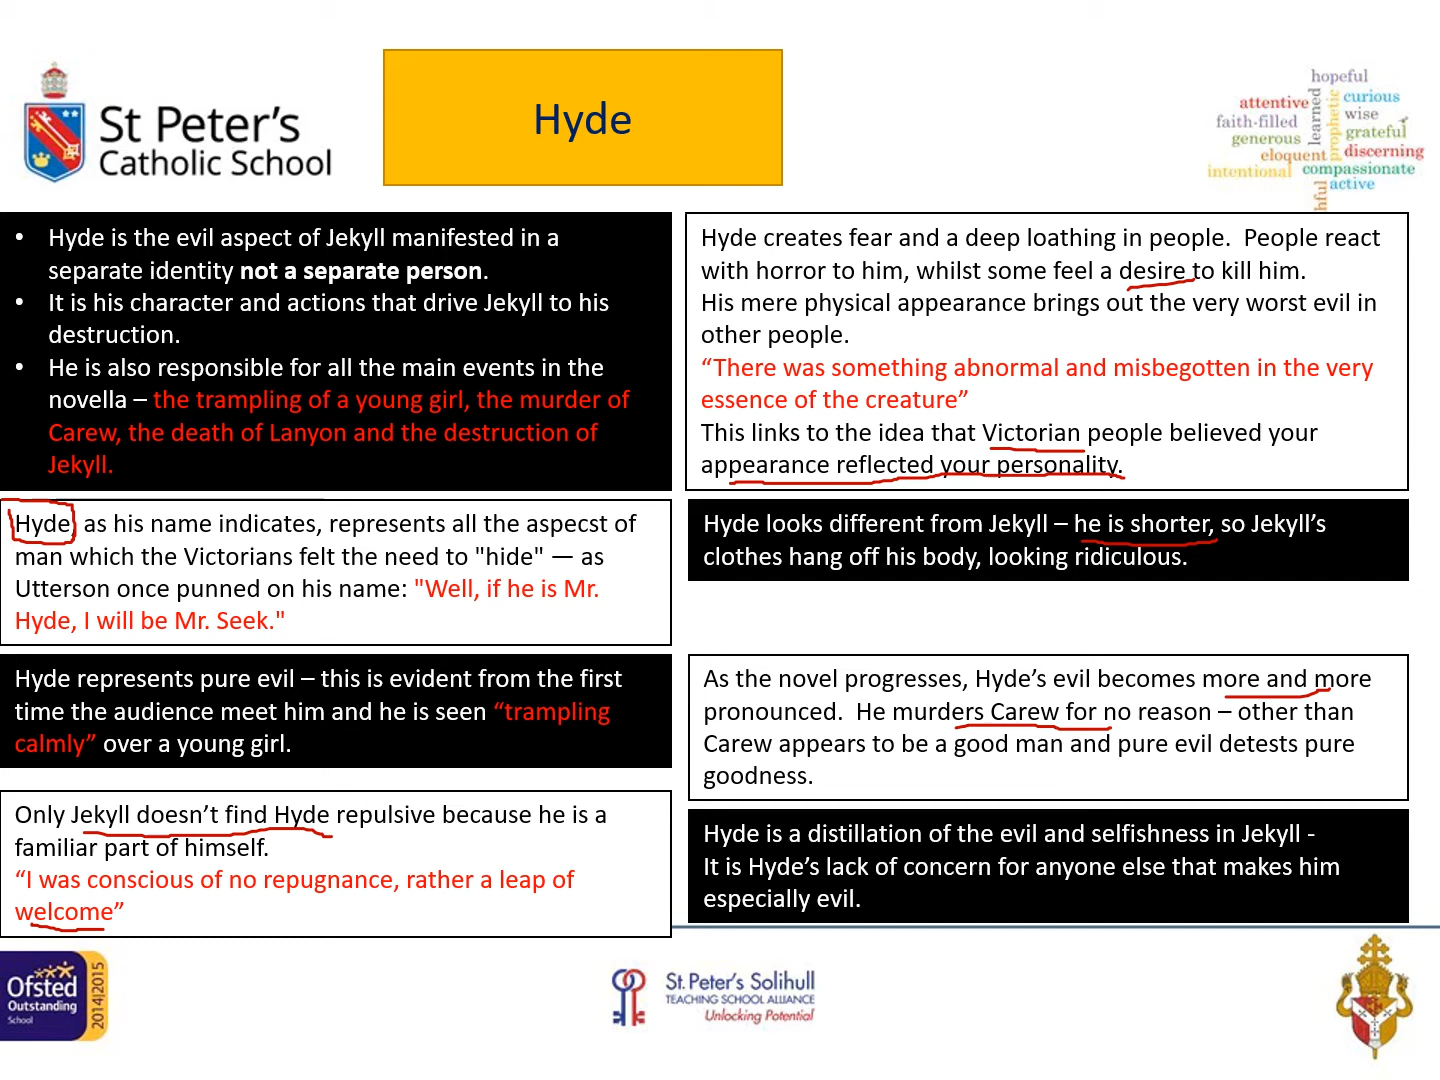 St Peter's
Catholic School
Hyde
hopeful
attentive
learned
prophetic
curious
wise
faith-filled
grateful
generous
eloquent
discerning
intentional
compassionate
active
hful
• Hyde is the evil aspect of Jekyll manifested in a
separate identity not a separate person.
• It is his character and actions that drive Jekyll to his
destruction.
• He is also responsible for all the main events in the
novella – the trampling of a young girl, the murder of
Carew, the death of Lanyon and the destruction of
Jekyll.
Hyde creates fear and a deep loathing in people.  People react
with horror to him, whilst some feel a desire to kill him.
His mere physical appearance brings out the very worst evil in
other people.
“There was something abnormal and misbegotten in the very
essence of the creature”
This links to the idea that Victorian people believed your
appearance reflected your personality.
Hyde, as his name indicates, represents all the aspecst of
man which the Victorians felt the need to "hide" — as
Utterson once punned on his name: "Well, if he is Mr.
Hyde, I will be Mr. Seek."
Hyde looks different from Jekyll – he is shorter, so Jekyll’s
clothes hang off his body, looking ridiculous.
Hyde represents pure evil – this is evident from the first
time the audience meet him and he is seen “trampling
calmly” over a young girl.
As the novel progresses, Hyde’s evil becomes more and more
pronounced.  He murders Carew for no reason – other than
Carew appears to be a good man and pure evil detests pure
goodness.
Only Jekyll doesn’t find Hyde repulsive because he is a
familiar part of himself.
“I was conscious of no repugnance, rather a leap of
welcome”
Hyde is a distillation of the evil and selfishness in Jekyll -
It is Hyde’s lack of concern for anyone else that makes him
especially evil.
Ofsted
Outstanding
School
2014|2015
St. Peter's Solihull
TEACHING SCHOOL ALLIANCE
Unlocking Potential